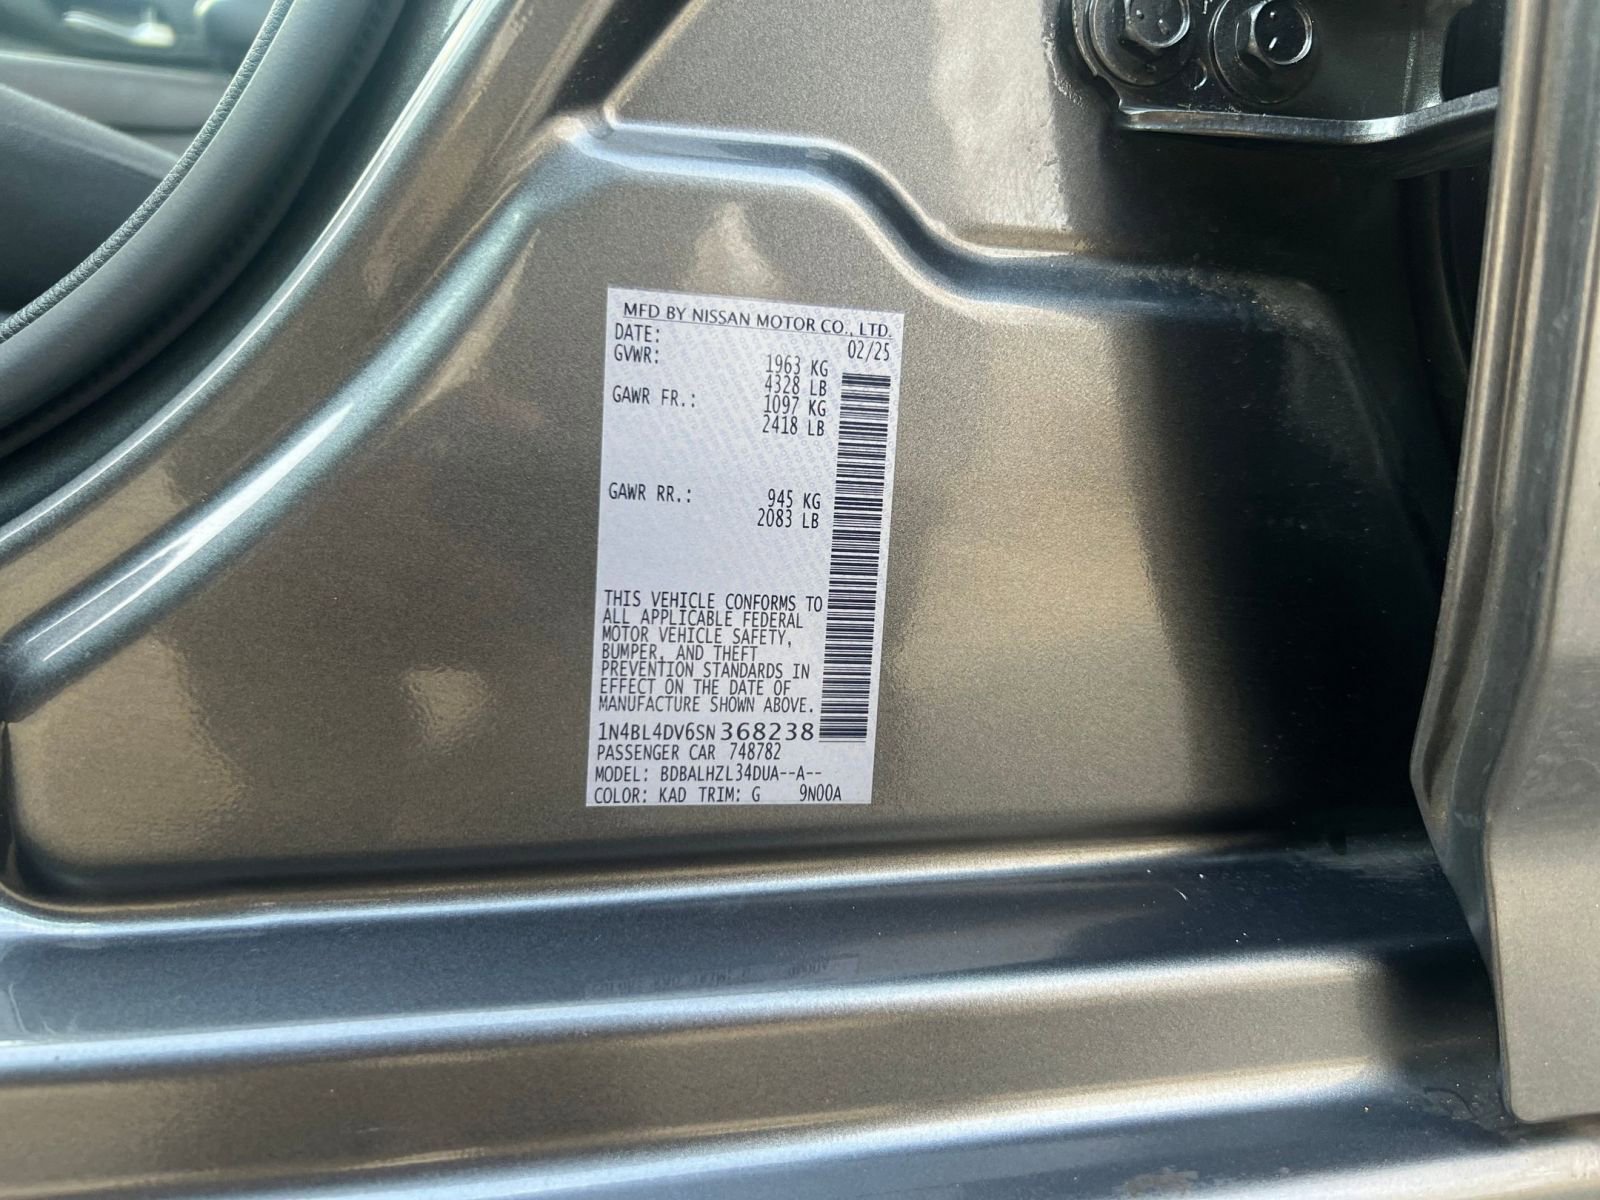 MFD BY NISSAN MOTOR CO., LTD.
DATE: 02/25
GVWR: 1963 KG
4328 LB
GAWR FR.: 1097 KG
2418 LB
GAWR RR.: 945 KG
2083 LB
THIS VEHICLE CONFORMS TO
ALL APPLICABLE FEDERAL
MOTOR VEHICLE SAFETY,
BUMPER, AND THEFT
PREVENTION STANDARDS IN
EFFECT ON THE DATE OF
MANUFACTURE SHOWN ABOVE.
1N4BL4DV6SN368238
PASSENGER CAR 748782
MODEL: BDBALHZL34DUA--A--
COLOR: KAD TRIM: G 9N00A